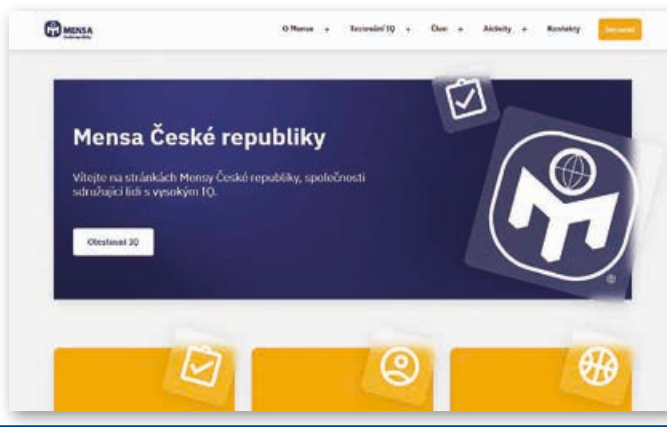 MENSA
O Mensa + Testování IQ + Člen + Aktivity + Kontakty Intranet
Mensa České republiky
Vítejte na stránkách Mensy České republiky, společnosti
sdružující lidi s vysokým IQ.
Otestovat IQ
®